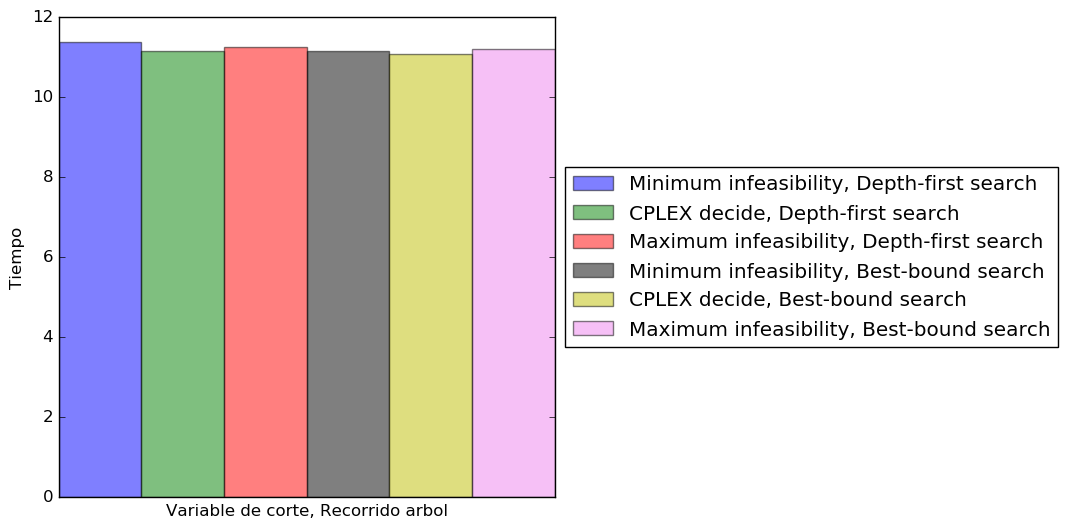 12
10
8
6
4
2
0
Tiempo
Variable de corte, Recorrido arbol
Minimum infeasibility, Depth-first search
CPLEX decide, Depth-first search
Maximum infeasibility, Depth-first search
Minimum infeasibility, Best-bound search
CPLEX decide, Best-bound search
Maximum infeasibility, Best-bound search